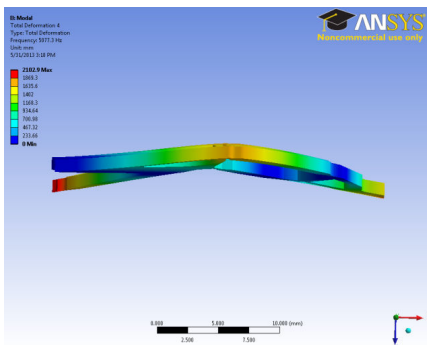 D: Modal
Total Deformation 4
Type: Total Deformation
Frequency: 5977.3 Hz
Unit: mm
5/31/2013 3:18 PM
2102.9 Max
1869.3
1635.6
1402
1168.3
934.64
700.98
467.32
233.66
0 Min
ANSYS
Noncommercial use only
0.000
5.000
10.000 (mm)
2.500
7.500